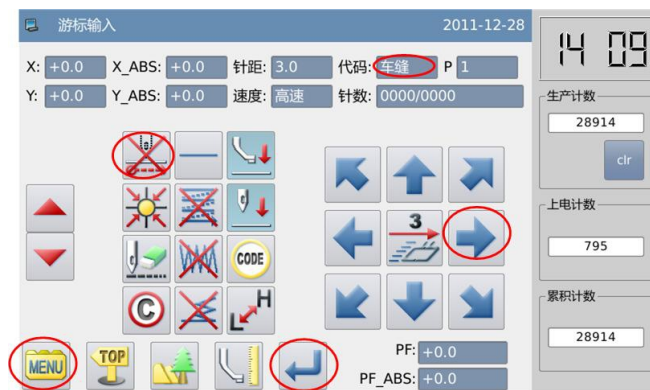 游标输入 2011-12-28
14 09
X: +0.0 X_ABS: +0.0 针距: 3.0 代码: 车缝 P 1
Y: +0.0 Y_ABS: +0.0 速度: 高速 针数: 0000/0000
生产计数
28914
clr
上电计数
795
累积计数
28914
3
CODE
C
H
L
MENU
TOP
PF: +0.0
PF_ABS: +0.0